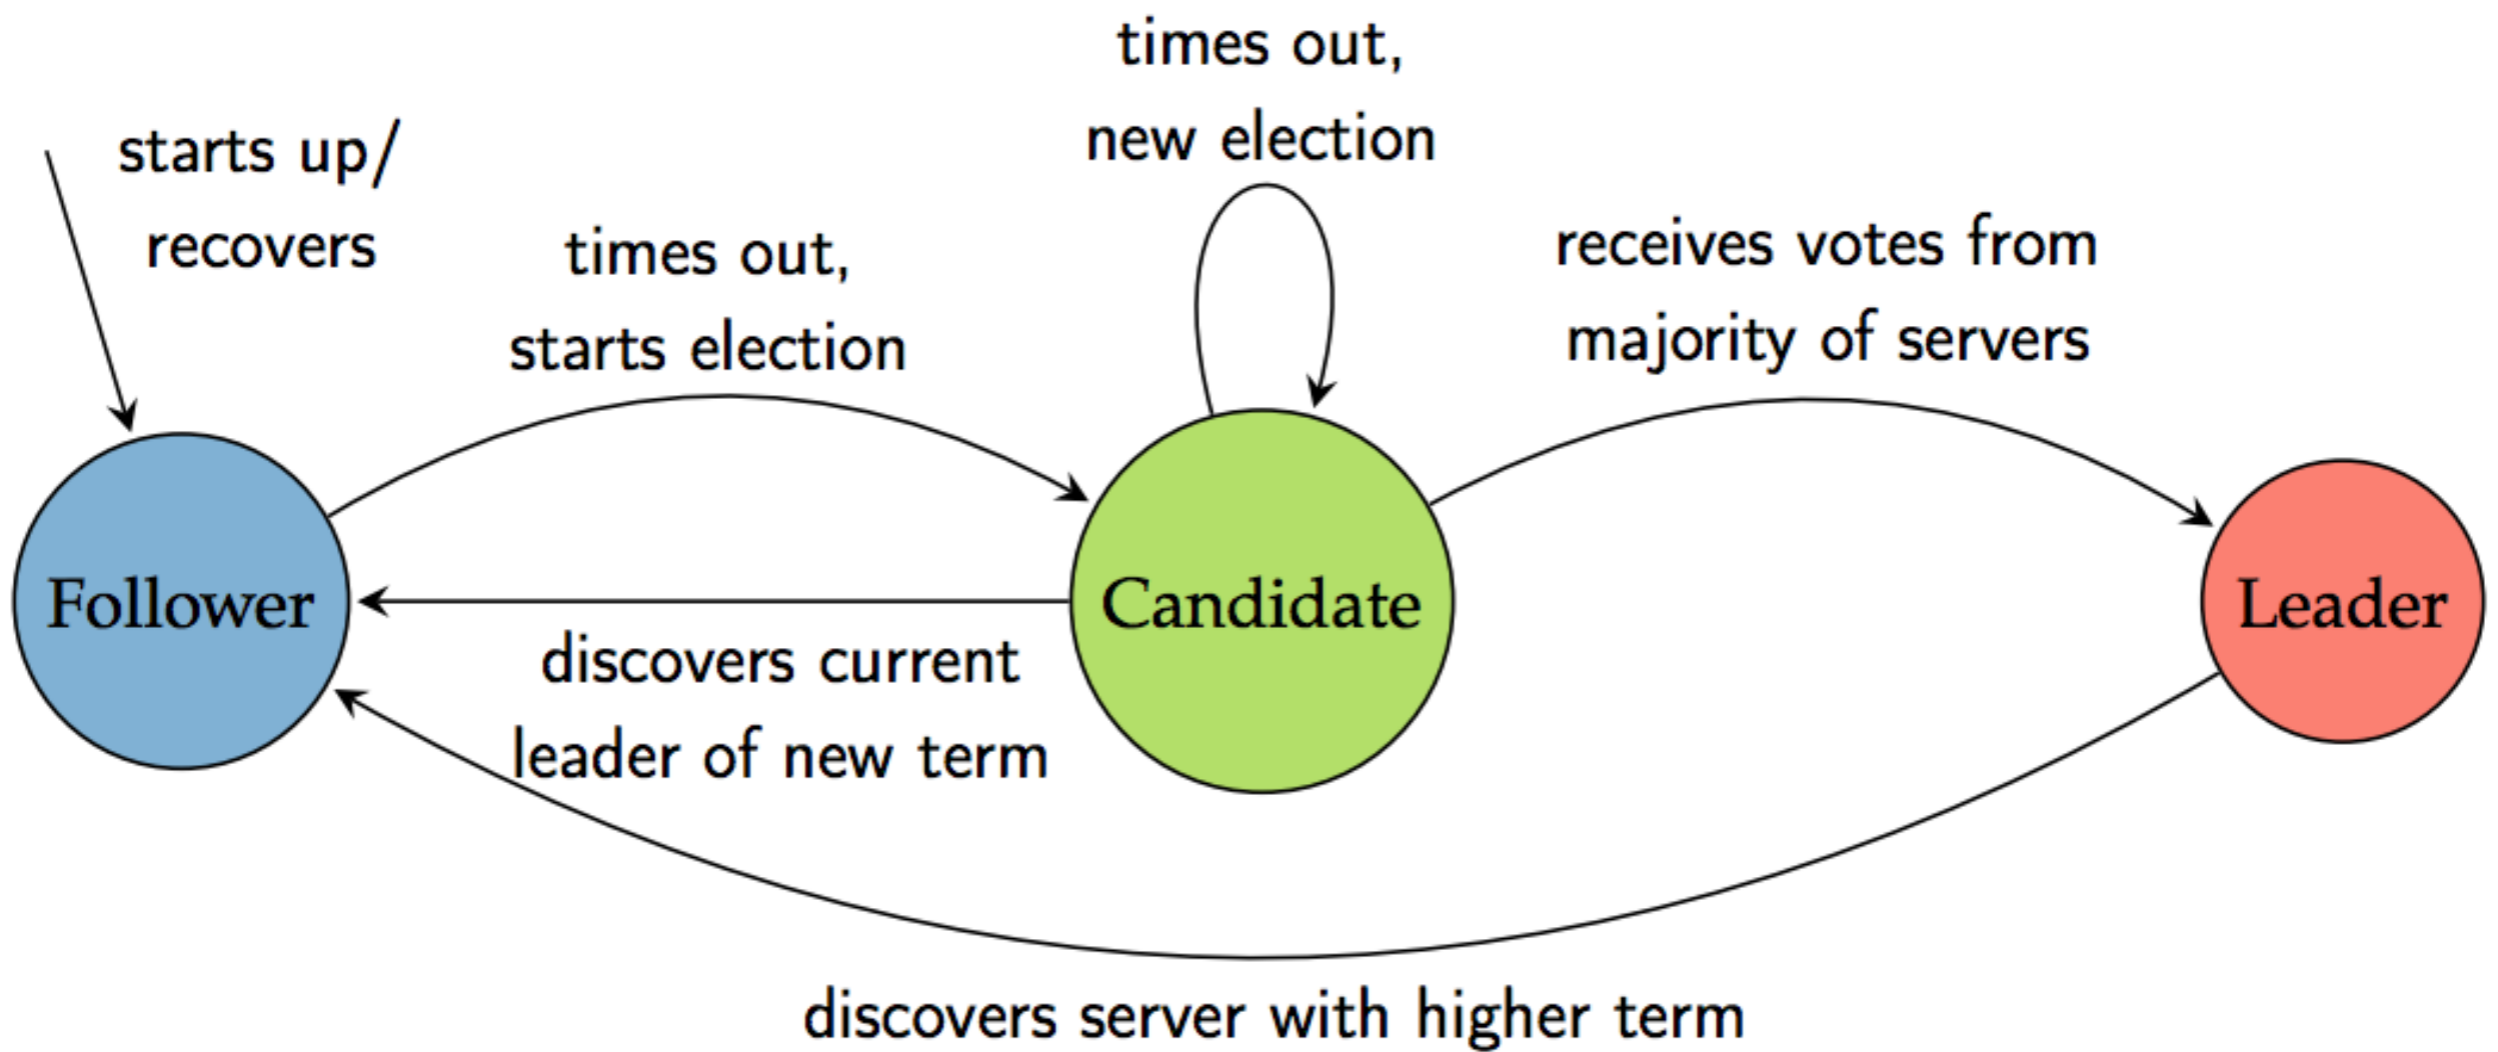 times out,
new election
starts up/
recovers
times out,
starts election
receives votes from
majority of servers
Follower
Candidate
Leader
discovers current
leader of new term
discovers server with higher term